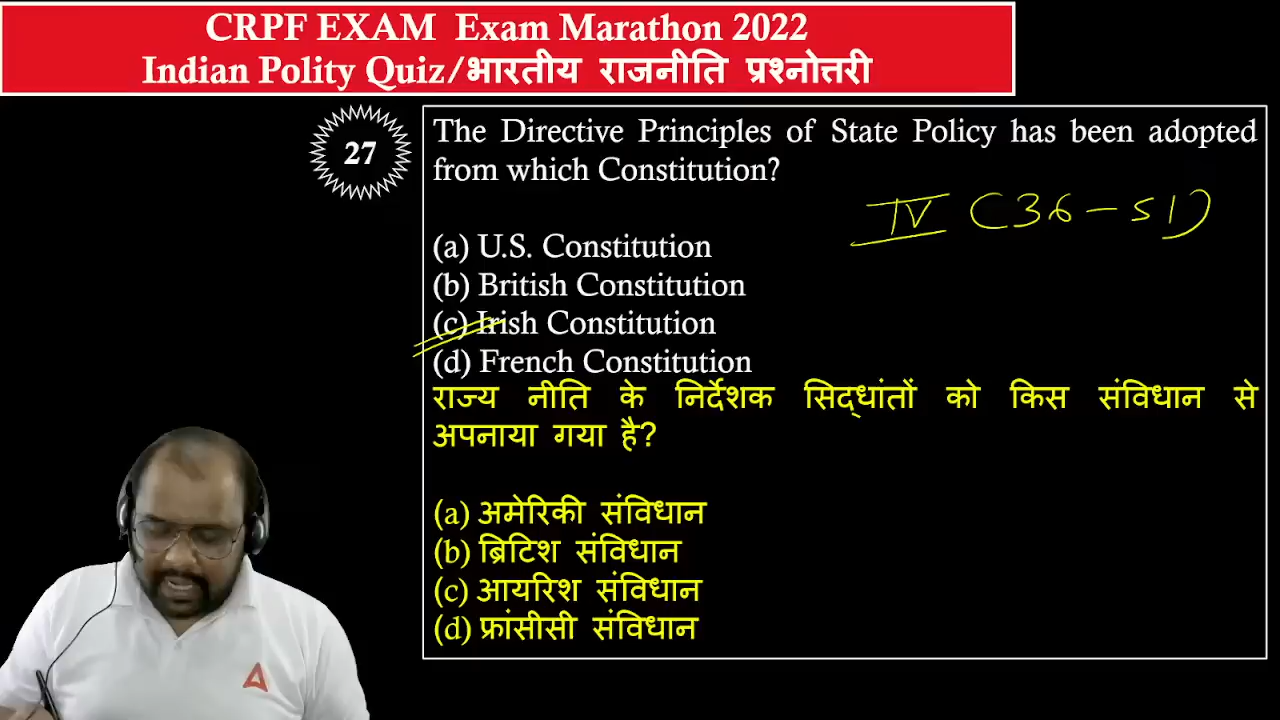 CRPF EXAM Exam Marathon 2022
Indian Polity Quiz/भारतीय राजनीति प्रश्नोत्तरी
27
The Directive Principles of State Policy has been adopted
from which Constitution?
IV (36-51)
(a) U.S. Constitution
(b) British Constitution
(c) Irish Constitution
(d) French Constitution
राज्य नीति के निर्देशक सिद्धांतों को किस संविधान से
अपनाया गया है?
(a) अमेरिकी संविधान
(b) ब्रिटिश संविधान
(c) आयरिश संविधान
(d) फ्रांसीसी संविधान